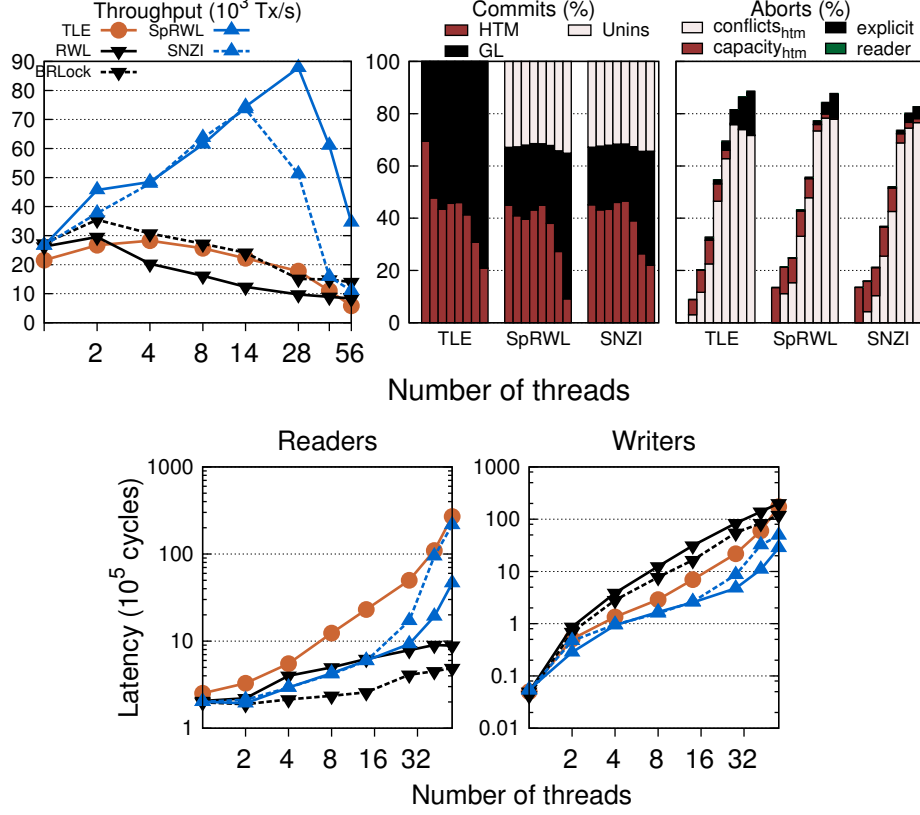 Throughput (10³ Tx/s)
TLE
RWL
BRLock
SpRWL
SNZI
90
80
70
60
50
40
30
20
10
0
2 4 8 14 28 56
Commits (%)
HTM
GL
Unins
100
80
60
40
20
0
TLE SpRWL SNZI
Aborts (%)
conflictshtm
capacityhtm
explicit
reader
TLE SpRWL SNZI
Number of threads
Readers
Latency (10⁵ cycles)
1000
100
10
1
2 4 8 16 32
Writers
1000
100
10
1
0.1
0.01
2 4 8 16 32
Number of threads